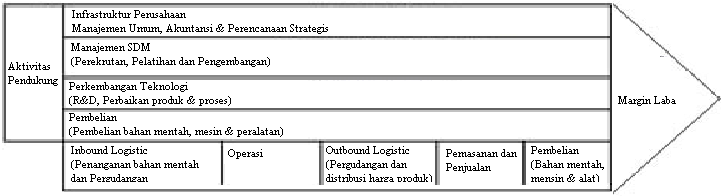 Infrastruktur Perusahaan
Manajemen Umum, Akuntansi & Perencanaan Strategis
Manajemen SDM
(Perekrutan, Pelatihan dan Pengembangan)
Aktivitas
Pendukung
Perkembangan Teknologi
(R&D, Perbaikan produk & proses)
Margin Laba
Pembelian
(Pembelian bahan mentah, mesin & peralatan)
Inbound Logistic
(Penanganan bahan mentah
dan Pergudangan
Operasi
Outbound Logistic
(Pergudangan dan
distribusi harga produk)
Pemasanan dan
Penjualan
Pembelian
(Bahan mentah,
mensin & alat)